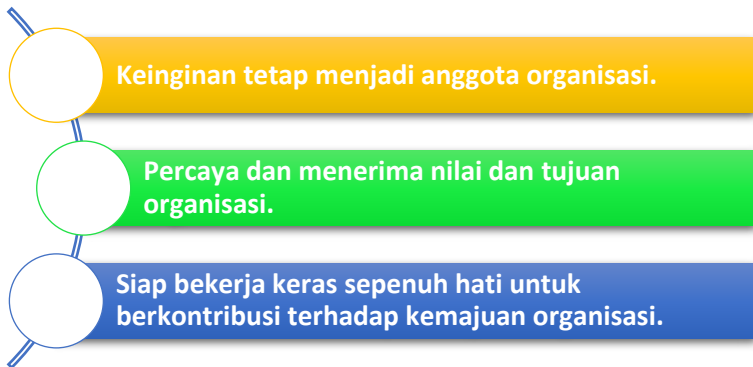 Keinginan tetap menjadi anggota organisasi.
Percaya dan menerima nilai dan tujuan
organisasi.
Siap bekerja keras sepenuh hati untuk
berkontribusi terhadap kemajuan organisasi.